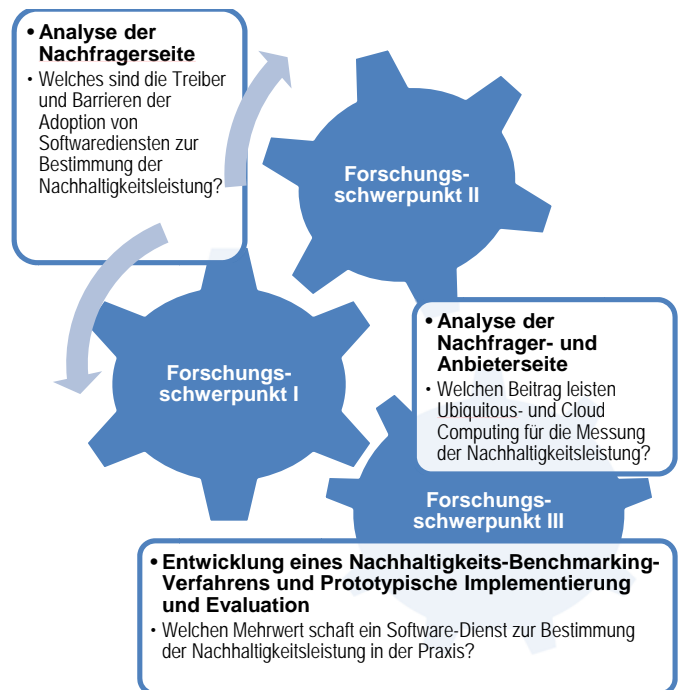 • Analyse der
Nachfragerseite
• Welches sind die Treiber
und Barrieren der
Adoption von
Softwarediensten zur
Bestimmung der
Nachhaltigkeitsleistung?
Forschungs-
schwerpunkt II
Forschungs-
schwerpunkt I
• Analyse der
Nachfrager- und
Anbieterseite
• Welchen Beitrag leisten
Ubiquitous- und Cloud
Computing für die Messung
der Nachhaltigkeitsleistung?
Forschungs-
schwerpunkt III
• Entwicklung eines Nachhaltigkeits-Benchmarking-
Verfahrens und Prototypische Implementierung
und Evaluation
• Welchen Mehrwert schaft ein Software-Dienst zur Bestimmung
der Nachhaltigkeitsleistung in der Praxis?